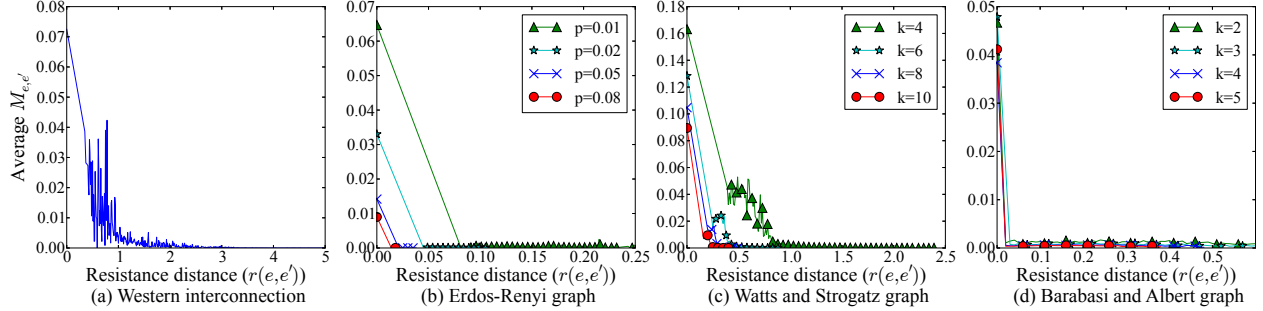 Average M_{e,e'}
0.08
0.07
0.06
0.05
0.04
0.03
0.02
0.01
0.00
0 1 2 3 4 5
Resistance distance (r(e,e'))
(a) Western interconnection
0.07
0.06
0.05
0.04
0.03
0.02
0.01
0.00
p=0.01
p=0.02
p=0.05
p=0.08
0.00 0.05 0.10 0.15 0.20 0.25
Resistance distance (r(e,e'))
(b) Erdos-Renyi graph
0.18
0.16
0.14
0.12
0.10
0.08
0.06
0.04
0.02
0.00
k=4
k=6
k=8
k=10
0.0 0.5 1.0 1.5 2.0 2.5
Resistance distance (r(e,e'))
(c) Watts and Strogatz graph
0.05
0.04
0.03
0.02
0.01
0.00
k=2
k=3
k=4
k=5
0.0 0.1 0.2 0.3 0.4 0.5
Resistance distance (r(e,e'))
(d) Barabasi and Albert graph